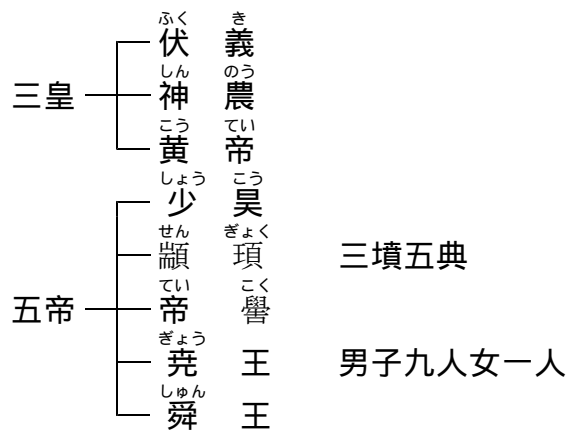 三皇
ふく き
伏 義
しん のう
神 農
こう てい
黄 帝
五帝
しょう こう
少 昊
せん ぎょく
顓 頊 三墳五典
てい こく
帝 嚳
ぎょう
尭 王 男子九人女一人
しゅん
舜 王